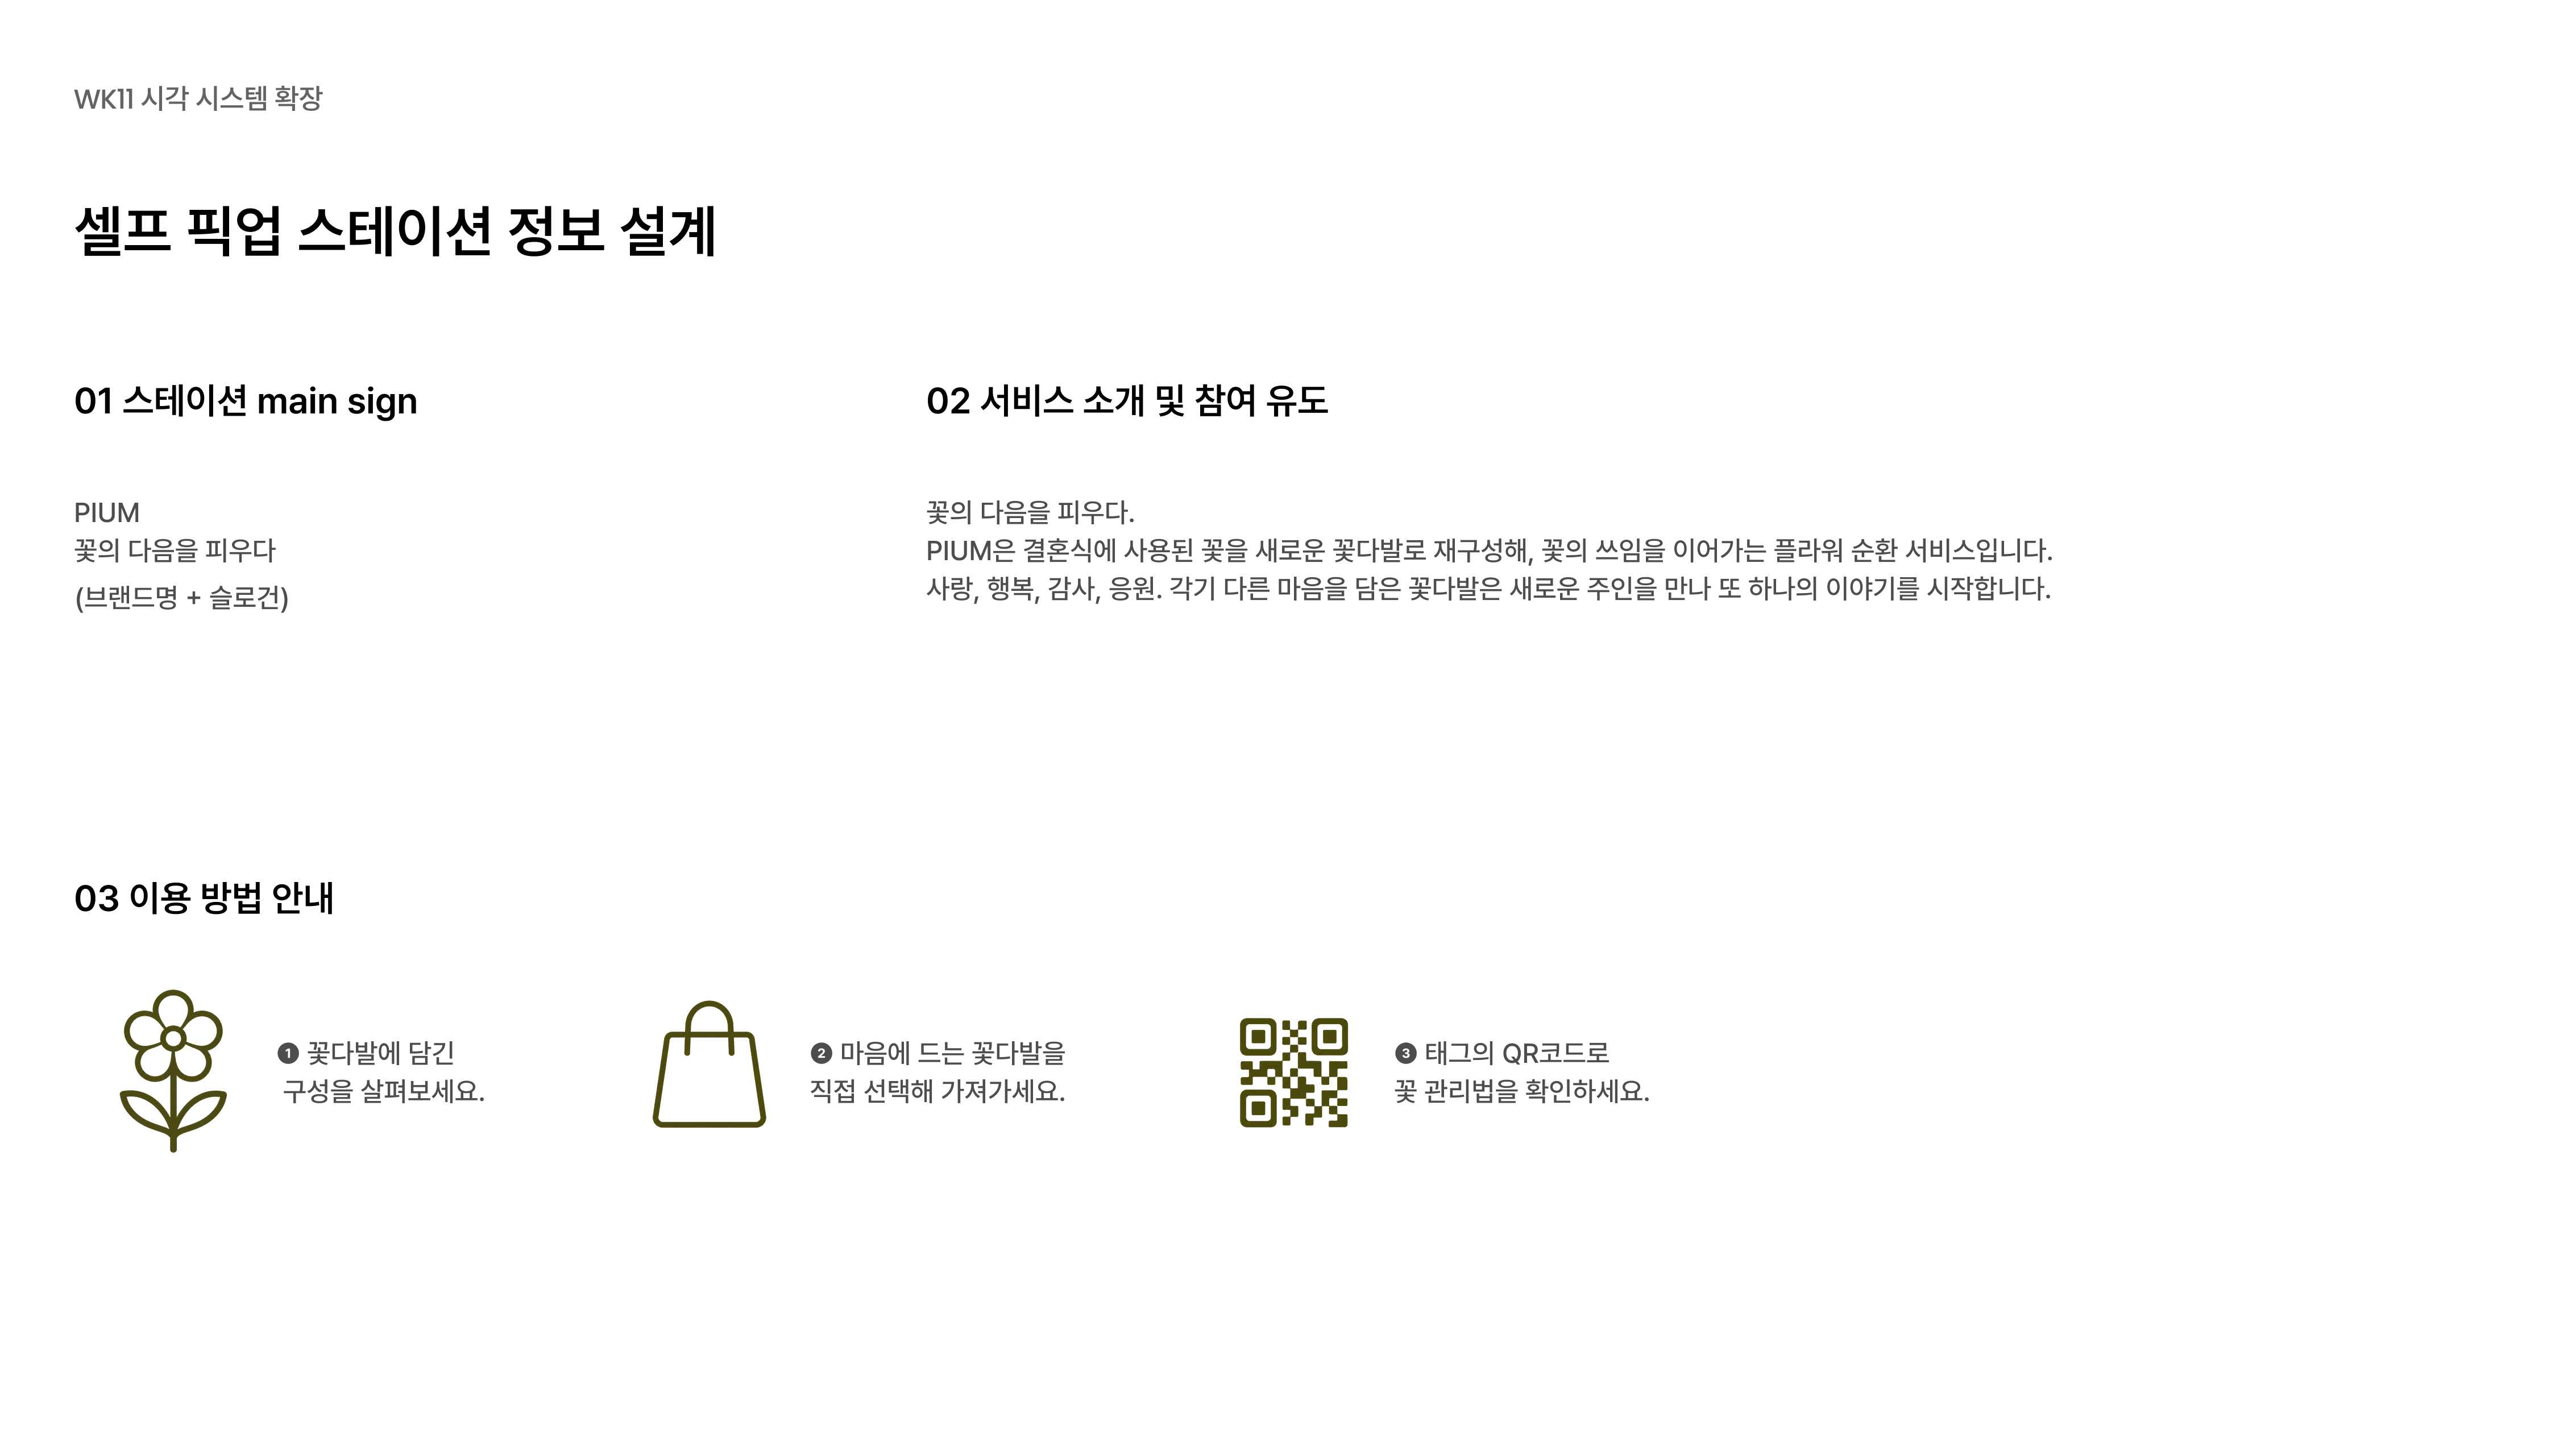 WK11 시각 시스템 확장
셀프 픽업 스테이션 정보 설계
01 스테이션 main sign
PIUM
꽃의 다음을 피우다
(브랜드명 + 슬로건)
02 서비스 소개 및 참여 유도
꽃의 다음을 피우다.
PIUM은 결혼식에 사용된 꽃을 새로운 꽃다발로 재구성해, 꽃의 쓰임을 이어가는 플라워 순환 서비스입니다.
사랑, 행복, 감사, 응원. 각기 다른 마음을 담은 꽃다발은 새로운 주인을 만나 또 하나의 이야기를 시작합니다.
03 이용 방법 안내
❶ 꽃다발에 담긴
구성을 살펴보세요.
❷ 마음에 드는 꽃다발을
직접 선택해 가져가세요.
❸ 태그의 QR코드로
꽃 관리법을 확인하세요.